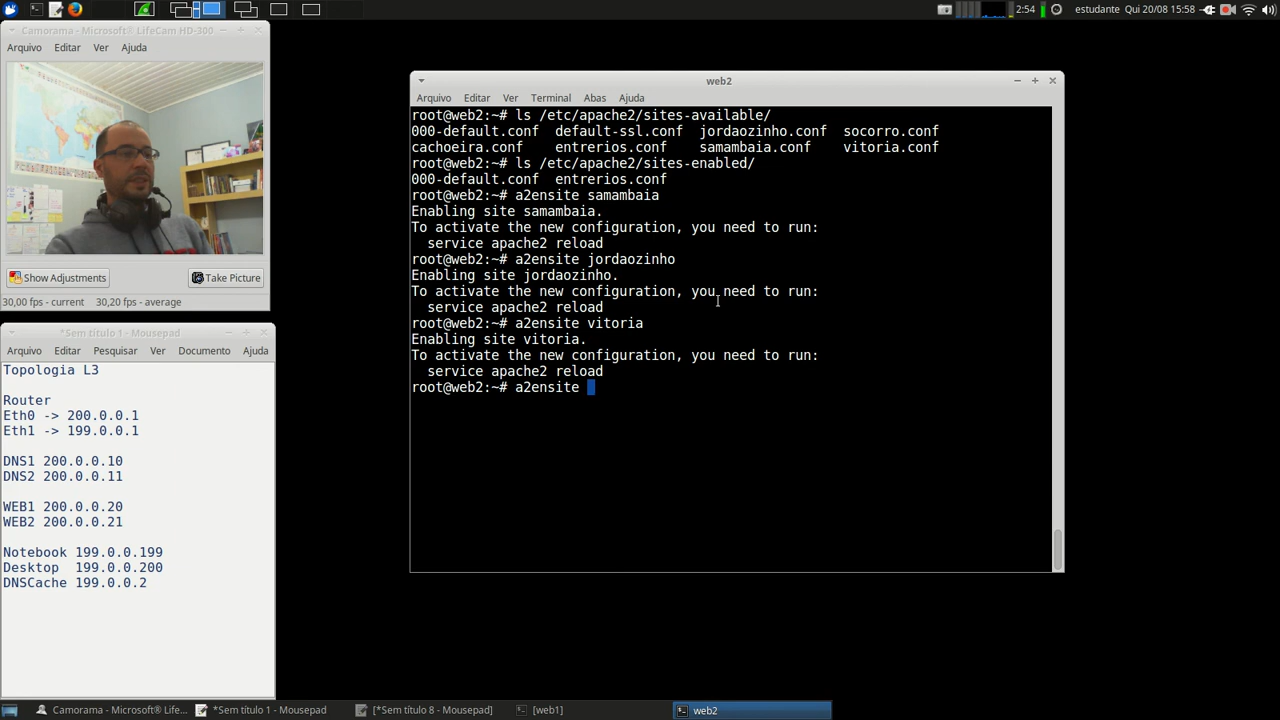 2:54 estudante Qui 20/08 15:58
Camorama - Microsoft® LifeCam HD-300
Arquivo Editar Ver Ajuda
Show Adjustments Take Picture
30,00 fps - current 30,20 fps - average
*Sem título 1 - Mousepad
Arquivo Editar Pesquisar Ver Documento Ajuda
Topologia L3
Router
Eth0 -> 200.0.0.1
Eth1 -> 199.0.0.1
DNS1 200.0.0.10
DNS2 200.0.0.11
WEB1 200.0.0.20
WEB2 200.0.0.21
Notebook 199.0.0.199
Desktop 199.0.0.200
DNSCache 199.0.0.2
web2
Arquivo Editar Ver Terminal Abas Ajuda
root@web2:~# ls /etc/apache2/sites-available/
000-default.conf default-ssl.conf jordaozinho.conf socorro.conf
cachoeira.conf entrerios.conf samambaia.conf vitoria.conf
root@web2:~# ls /etc/apache2/sites-enabled/
000-default.conf entrerios.conf
root@web2:~# a2ensite samambaia
Enabling site samambaia.
To activate the new configuration, you need to run:
service apache2 reload
root@web2:~# a2ensite jordaozinho
Enabling site jordaozinho.
To activate the new configuration, you need to run:
service apache2 reload
root@web2:~# a2ensite vitoria
Enabling site vitoria.
To activate the new configuration, you need to run:
service apache2 reload
root@web2:~# a2ensite
Camorama - Microsoft® Life... *Sem título 1 - Mousepad [*Sem título 8 - Mousepad] [web1] web2